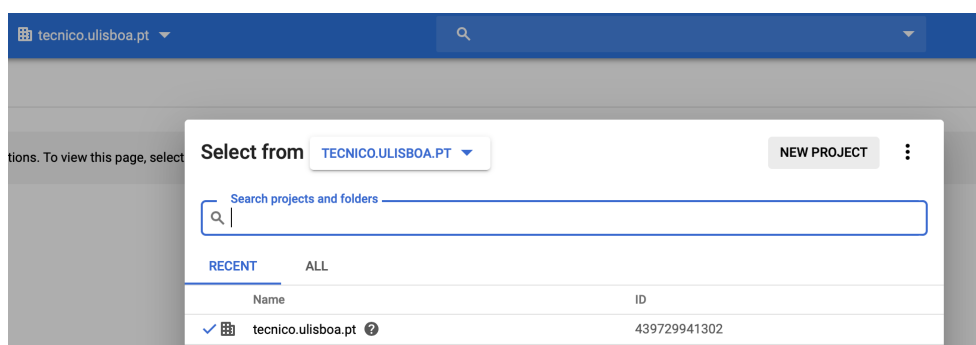 tecnico.ulisboa.pt
tions. To view this page, select
Select from TECNICO.ULISBOA.PT NEW PROJECT
Search projects and folders
RECENT ALL
Name ID
tecnico.ulisboa.pt 439729941302